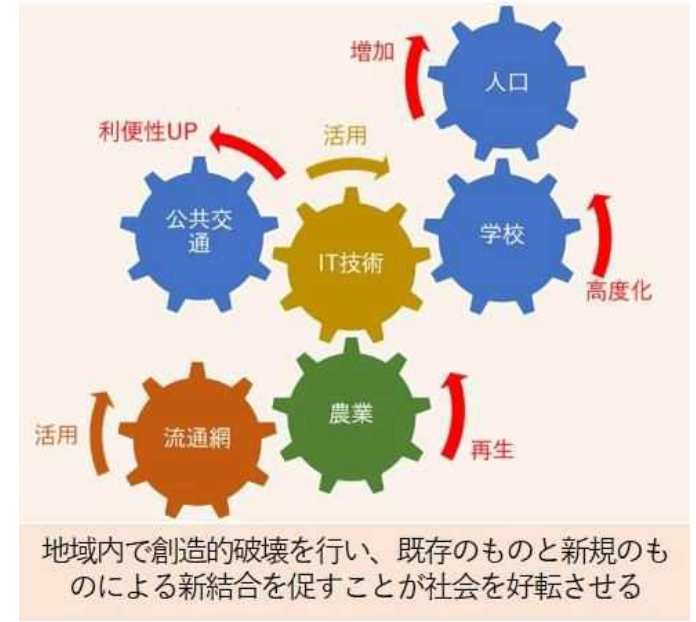 増加
人口
利便性UP
活用
公共交
通
IT技術
学校
高度化
農業
活用
流通網
再生
地域内で創造的破壊を行い、既存のものと新規のも
のによる新結合を促すことが社会を好転させる